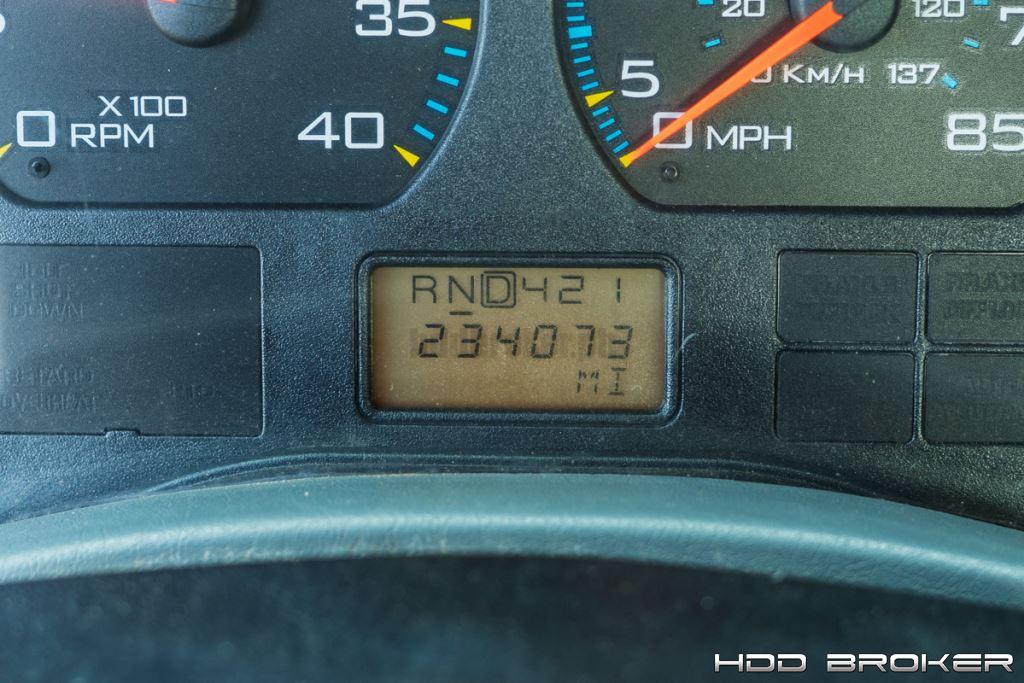 35
X 100
0 RPM
40
20
120
5
Km/H 137
0 MPH
85
RND421
234073
MI
HDD BROKER